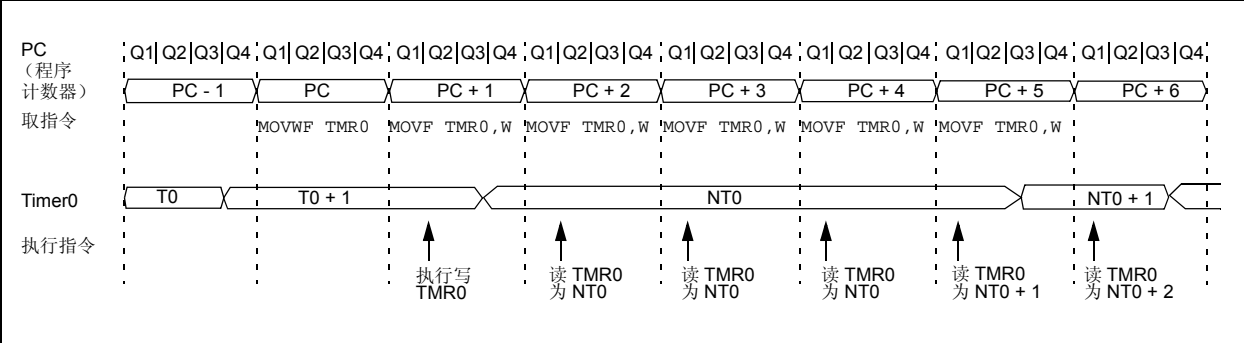 PC
（程序
计数器）
Q1 Q2 Q3 Q4 Q1 Q2 Q3 Q4 Q1 Q2 Q3 Q4 Q1 Q2 Q3 Q4 Q1 Q2 Q3 Q4 Q1 Q2 Q3 Q4 Q1 Q2 Q3 Q4 Q1 Q2 Q3 Q4
PC - 1 PC PC + 1 PC + 2 PC + 3 PC + 4 PC + 5 PC + 6
取指令
MOVWF TMR0 MOVF TMR0,W MOVF TMR0,W MOVF TMR0,W MOVF TMR0,W MOVF TMR0,W
Timer0
T0 T0 + 1 NT0 NT0 + 1
执行指令
执行写
TMR0
读 TMR0
为 NT0
读 TMR0
为 NT0
读 TMR0
为 NT0
读 TMR0
为 NT0 + 1
读 TMR0
为 NT0 + 2